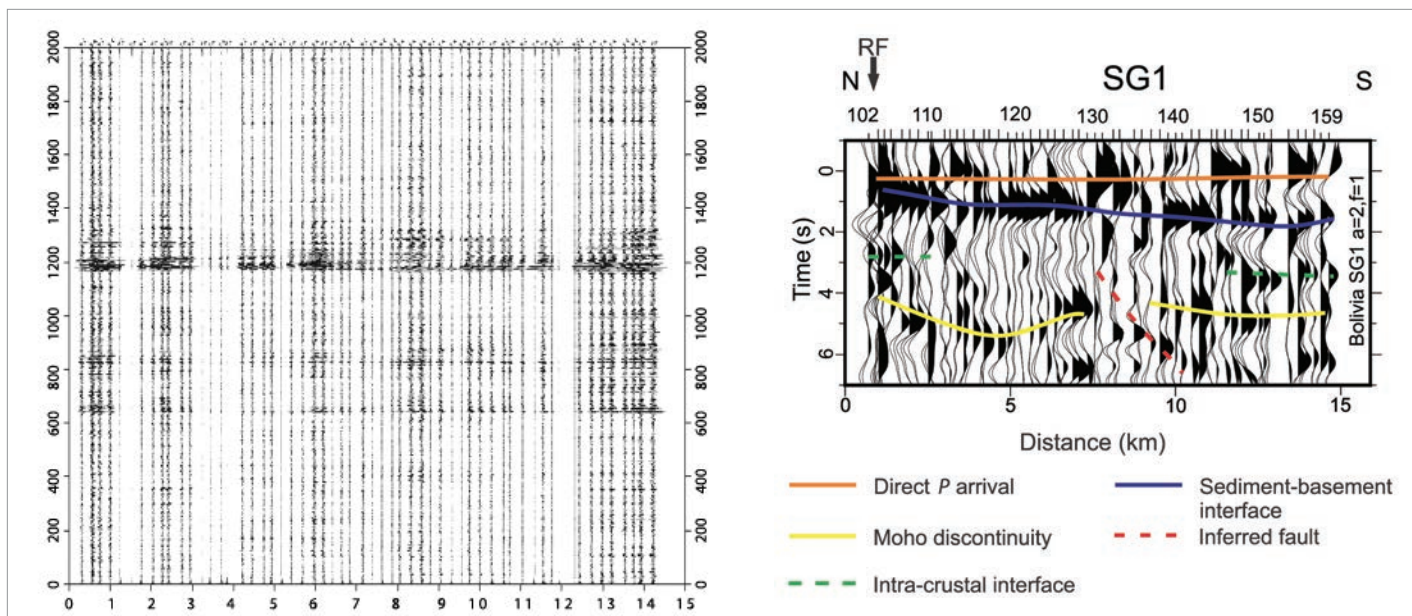 2000
1800
1600
1400
1200
1000
800
600
400
200
0
2000
1800
1600
1400
1200
1000
800
600
400
200
0
0 1 2 3 4 5 6 7 8 9 10 11 12 13 14 15
RF
N SG1 S
102 110 120 130 140 150 159
0
2
4
6
Time (s)
Bolivia SG1 a=2,f=1
0 5 10 15
Distance (km)
Direct P arrival
Sediment-basement
interface
Moho discontinuity
Inferred fault
Intra-crustal interface